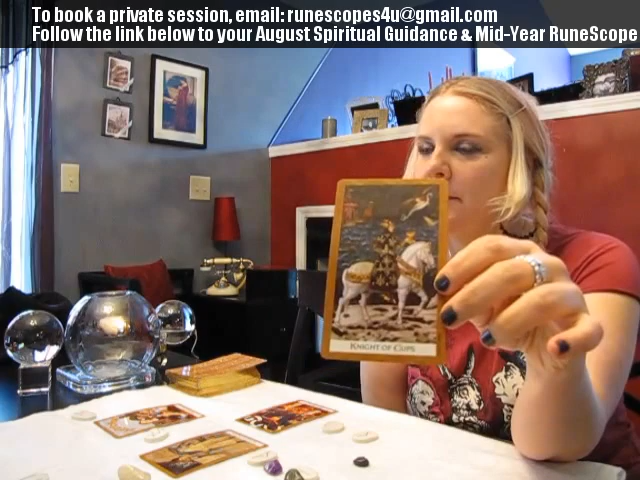 To book a private session, email: runescopes4u@gmail.com
Follow the link below to your August Spiritual Guidance & Mid-Year RuneScope
KNIGHT OF CUPS